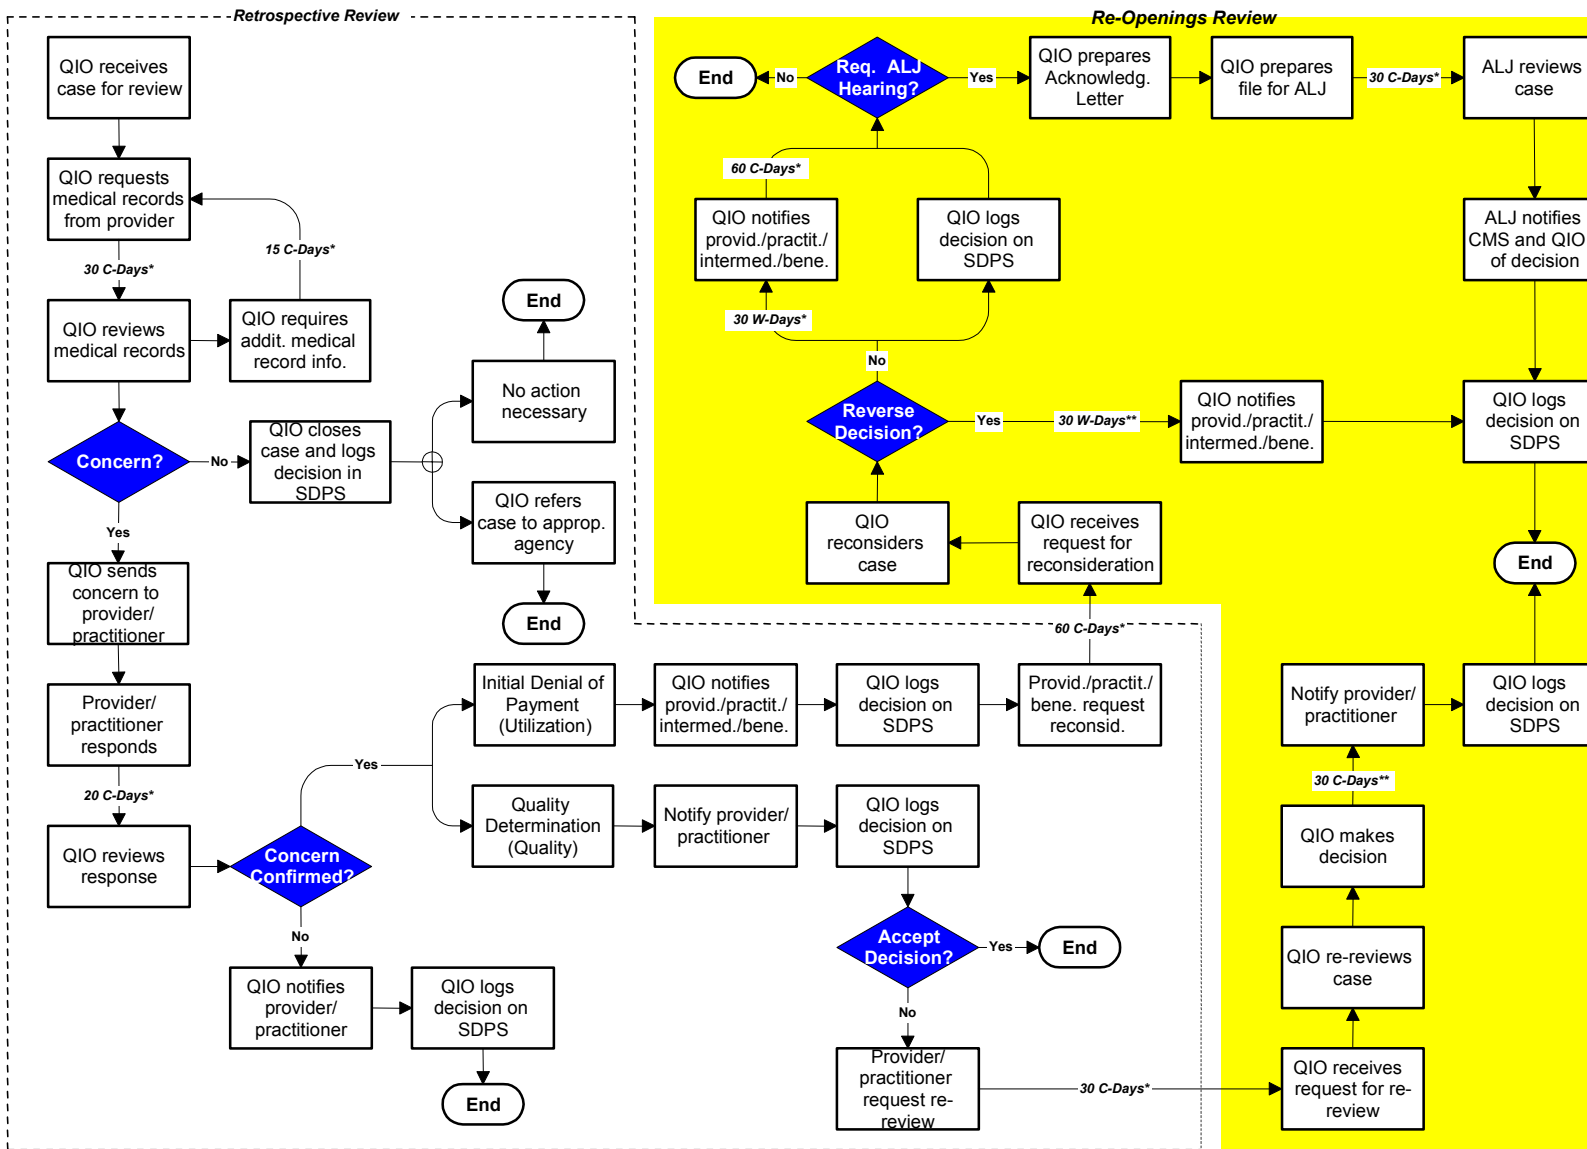 Retrospective Review
QIO receives
case for review
QIO requests
medical records
from provider
15 C-Days*
30 C-Days*
QIO reviews
medical records
QIO requires
addit. medical
record info.
End
No action
necessary
Concern?
No
QIO closes
case and logs
decision in
SDPS
QIO refers
case to approp.
agency
End
Yes
QIO sends
concern to
provider/
practitioner
Provider/
practitioner
responds
20 C-Days*
QIO reviews
response
Concern
Confirmed?
Yes
Initial Denial of
Payment
(Utilization)
QIO notifies
provid./practit./
intermed./bene.
QIO logs
decision on
SDPS
Provid./practit./
bene. request
reconsid.
60 C-Days*
Quality
Determination
(Quality)
Notify provider/
practitioner
QIO logs
decision on
SDPS
Accept
Decision?
Yes
End
No
Provider/
practitioner
request re-
review
30 C-Days*
No
QIO notifies
provider/
practitioner
QIO logs
decision on
SDPS
End
Re-Openings Review
End
No
Req. ALJ
Hearing?
Yes
QIO prepares
Acknowledg.
Letter
QIO prepares
file for ALJ
30 C-Days*
ALJ reviews
case
60 C-Days*
QIO notifies
provid./practit./
intermed./bene.
QIO logs
decision on
SDPS
ALJ notifies
CMS and QIO
of decision
30 W-Days*
No
Reverse
Decision?
Yes
30 W-Days**
QIO notifies
provid./practit./
intermed./bene.
QIO logs
decision on
SDPS
QIO
reconsiders
case
QIO receives
request for
reconsideration
End
Notify provider/
practitioner
QIO logs
decision on
SDPS
30 C-Days**
QIO makes
decision
QIO re-reviews
case
QIO receives
request for re-
review